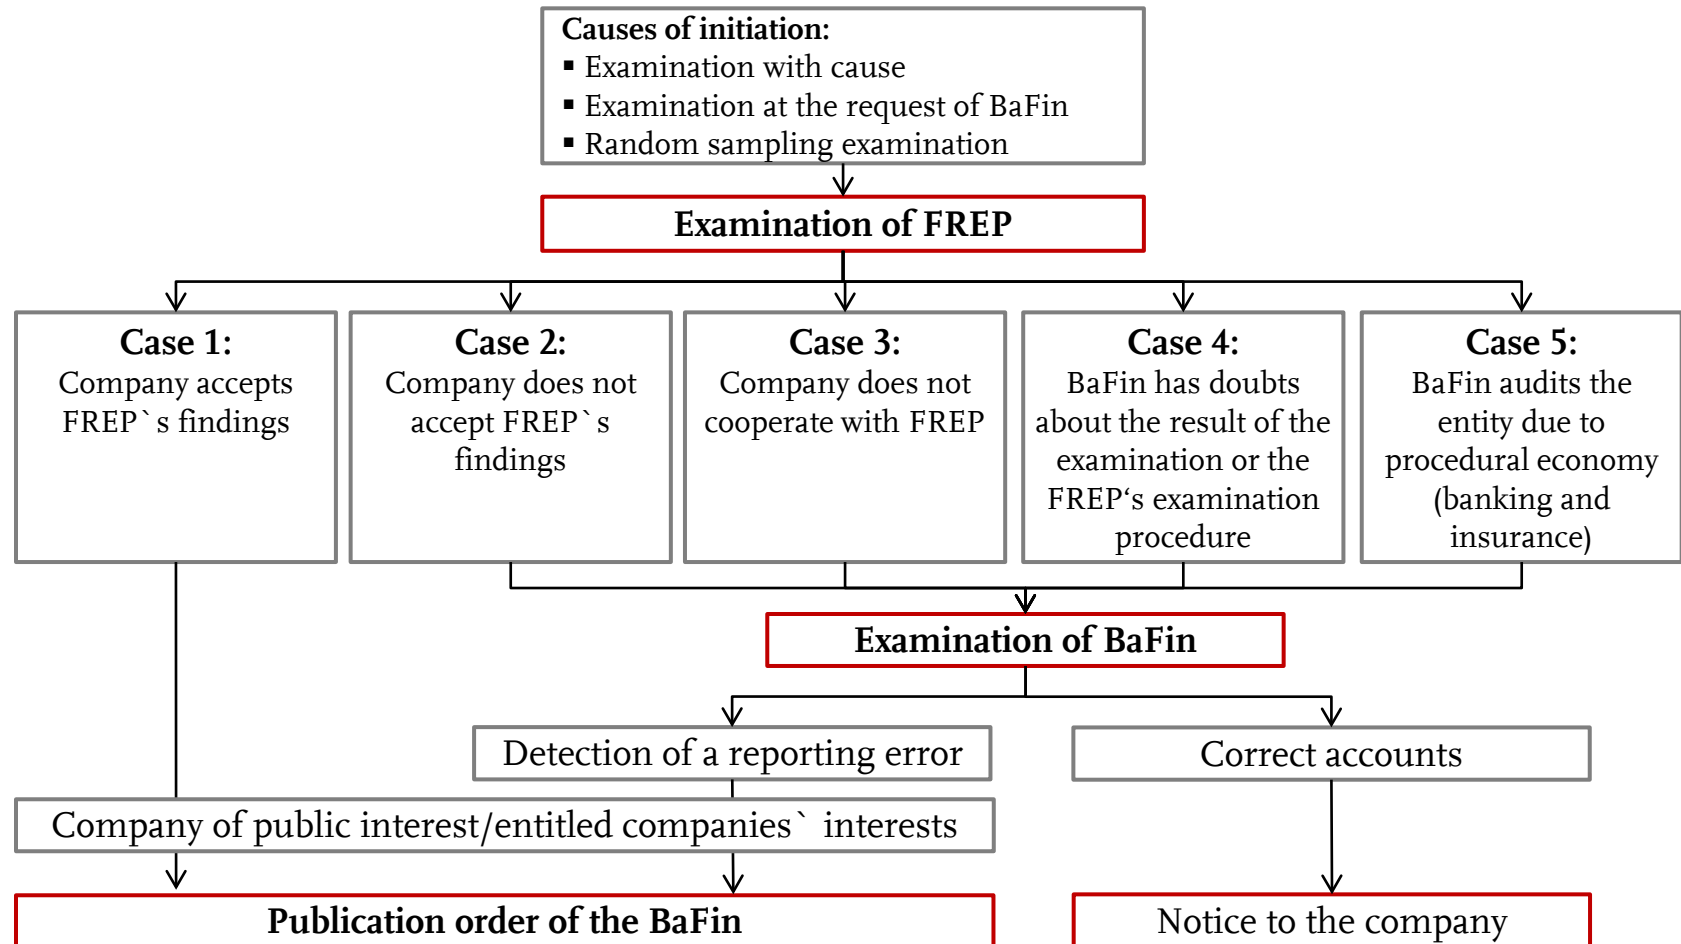 Causes of initiation:
▪ Examination with cause
▪ Examination at the request of BaFin
▪ Random sampling examination
Examination of FREP
Case 1:
Company accepts
FREP`s findings
Case 2:
Company does not
accept FREP`s
findings
Case 3:
Company does not
cooperate with FREP
Case 4:
BaFin has doubts
about the result of the
examination or the
FREP‘s examination
procedure
Case 5:
BaFin audits the
entity due to
procedural economy
(banking and
insurance)
Examination of BaFin
Detection of a reporting error
Correct accounts
Company of public interest/entitled companies` interests
Publication order of the BaFin
Notice to the company